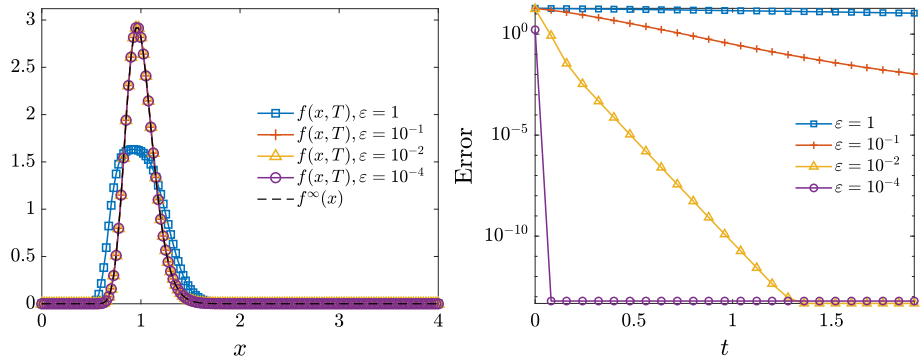 3
2.5
2
1.5
1
0.5
0
0 1 2 3 4
x
f(x, T), ε = 1
f(x, T), ε = 10⁻¹
f(x, T), ε = 10⁻²
f(x, T), ε = 10⁻⁴
f^∞(x)
Error
10⁰
10⁻⁵
10⁻¹⁰
0 0.5 1 1.5
t
ε = 1
ε = 10⁻¹
ε = 10⁻²
ε = 10⁻⁴